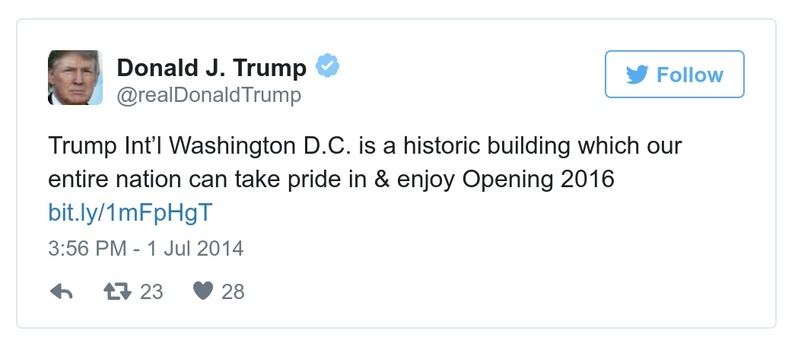 Donald J. Trump
@realDonaldTrump
Follow
Trump Int’l Washington D.C. is a historic building which our
entire nation can take pride in & enjoy Opening 2016
bit.ly/1mFpHgT
3:56 PM - 1 Jul 2014
23 28